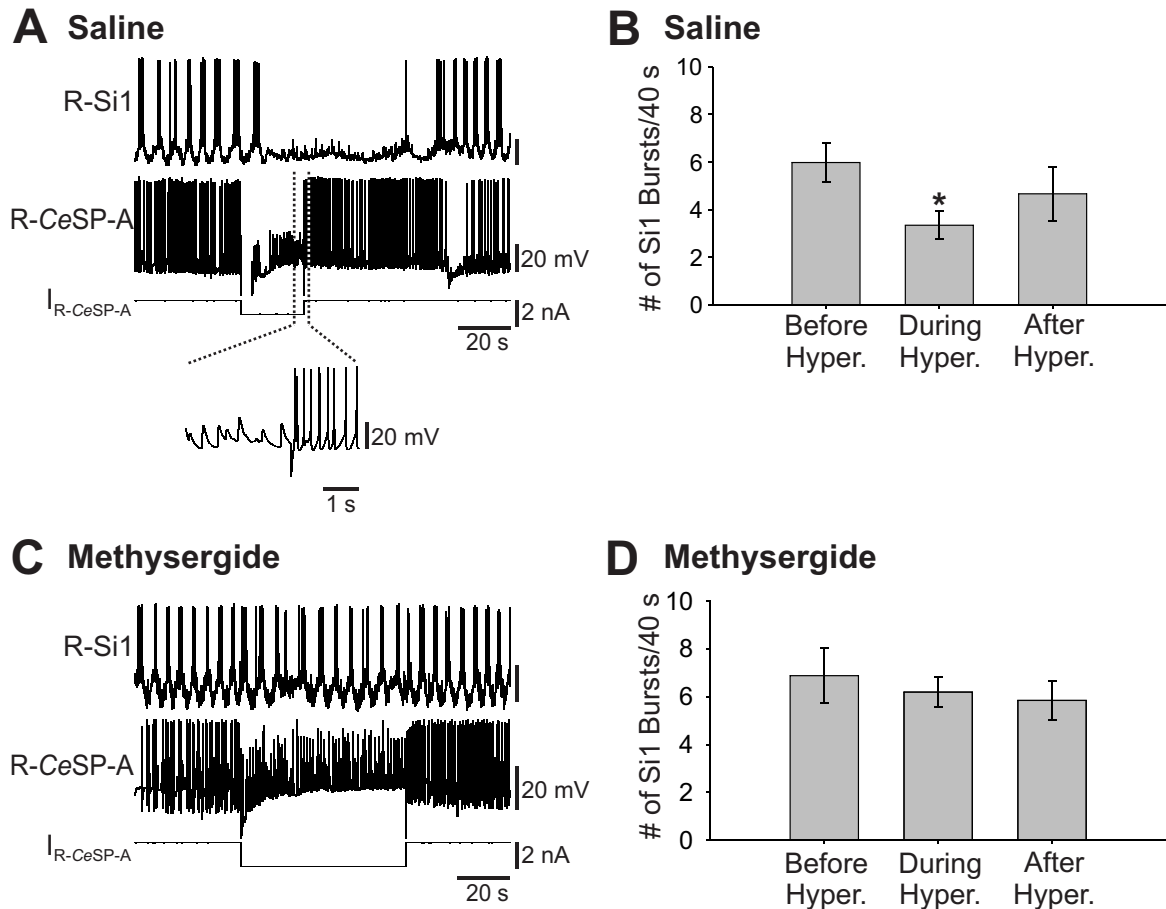 A Saline
R-Si1
R-CeSP-A
20 mV
I R-CeSP-A
2 nA
20 s
20 mV
1 s
B Saline
# of Si1 Bursts/40 s
10
8
6
4
2
0
*
Before Hyper.
During Hyper.
After Hyper.
C Methysergide
R-Si1
R-CeSP-A
20 mV
I R-CeSP-A
2 nA
20 s
D Methysergide
# of Si1 Bursts/40 s
10
8
6
4
2
0
Before Hyper.
During Hyper.
After Hyper.